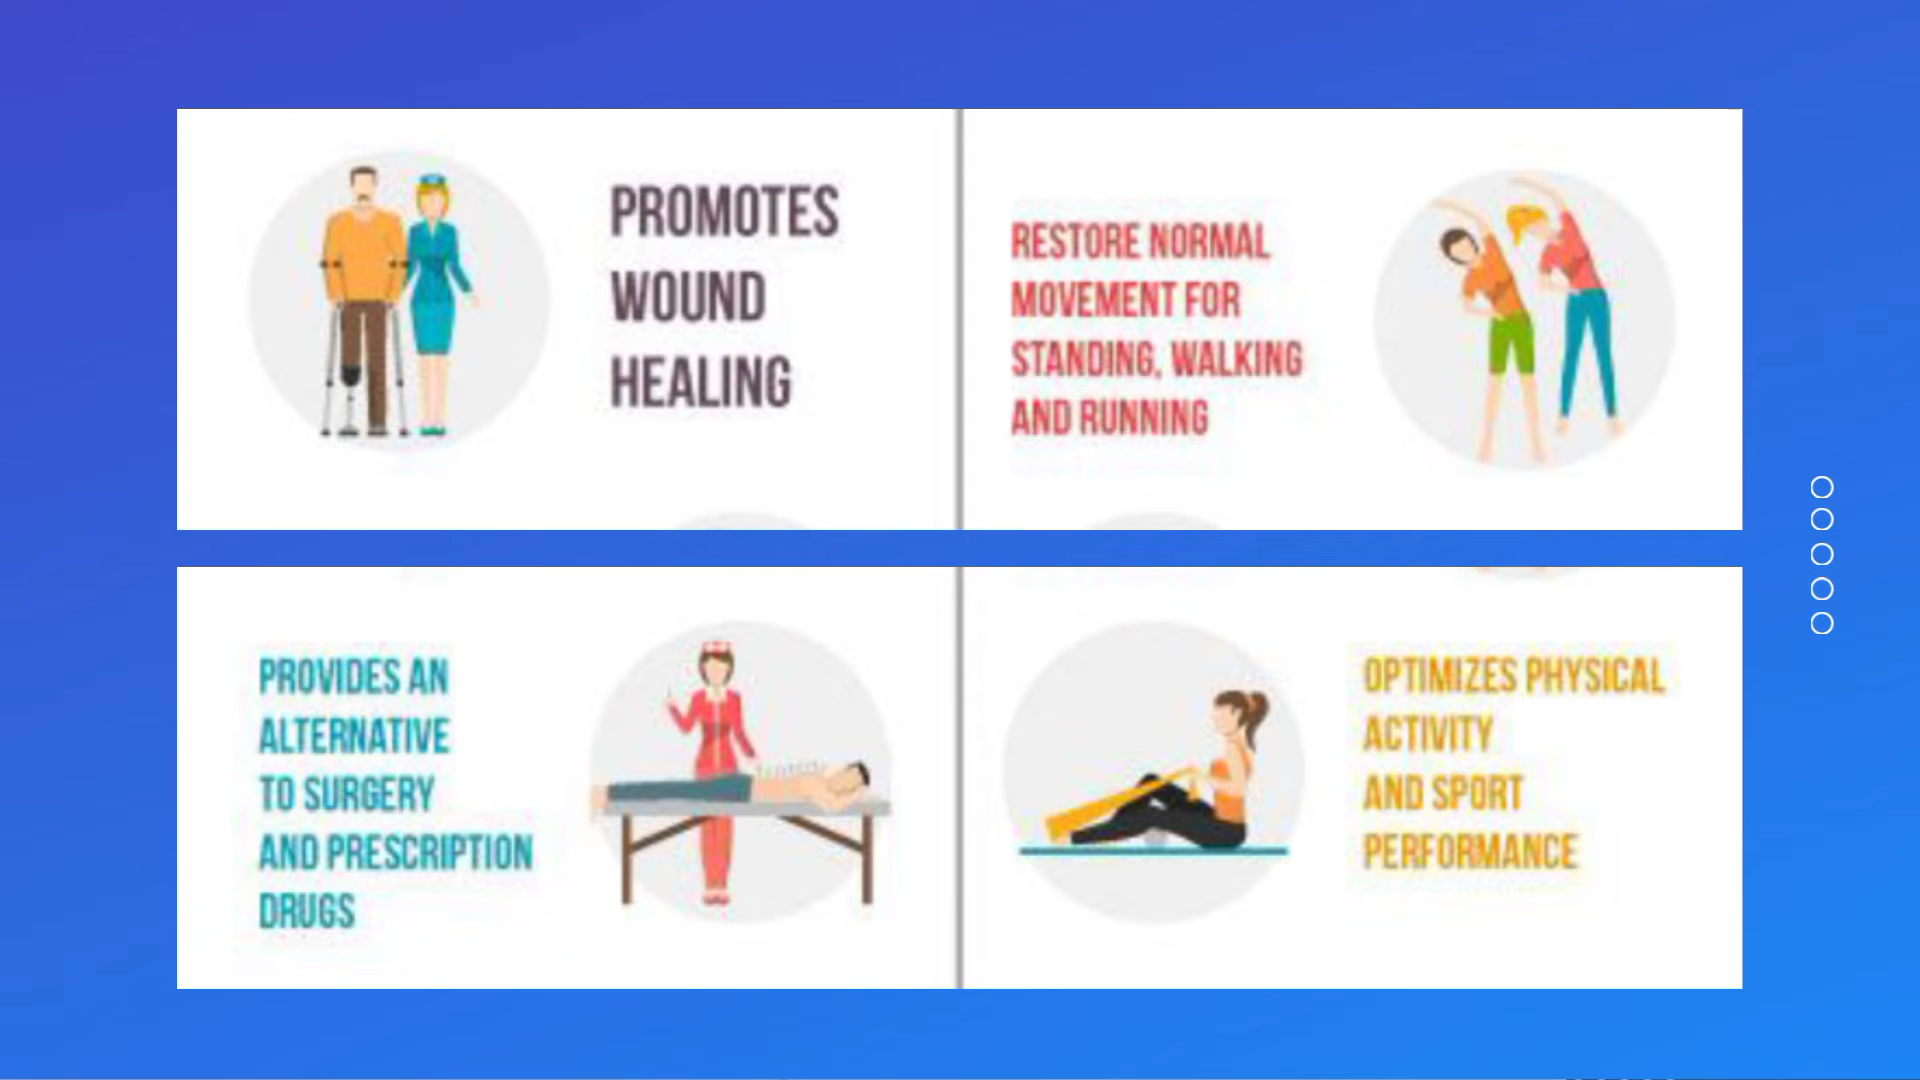 PROMOTES
WOUND
HEALING
RESTORE NORMAL
MOVEMENT FOR
STANDING, WALKING
AND RUNNING
PROVIDES AN
ALTERNATIVE
TO SURGERY
AND PRESCRIPTION
DRUGS
OPTIMIZES PHYSICAL
ACTIVITY
AND SPORT
PERFORMANCE